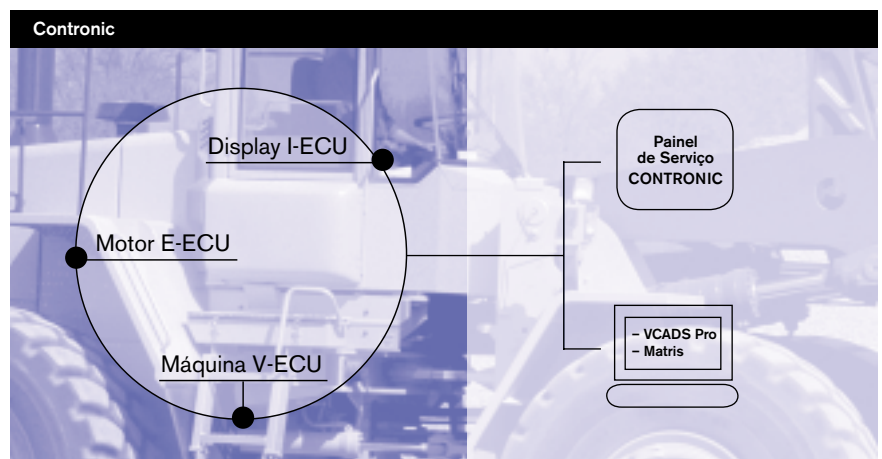 Contronic
Display I-ECU
Motor E-ECU
Máquina V-ECU
Painel
de Serviço
CONTRONIC
– VCADS Pro
– Matris